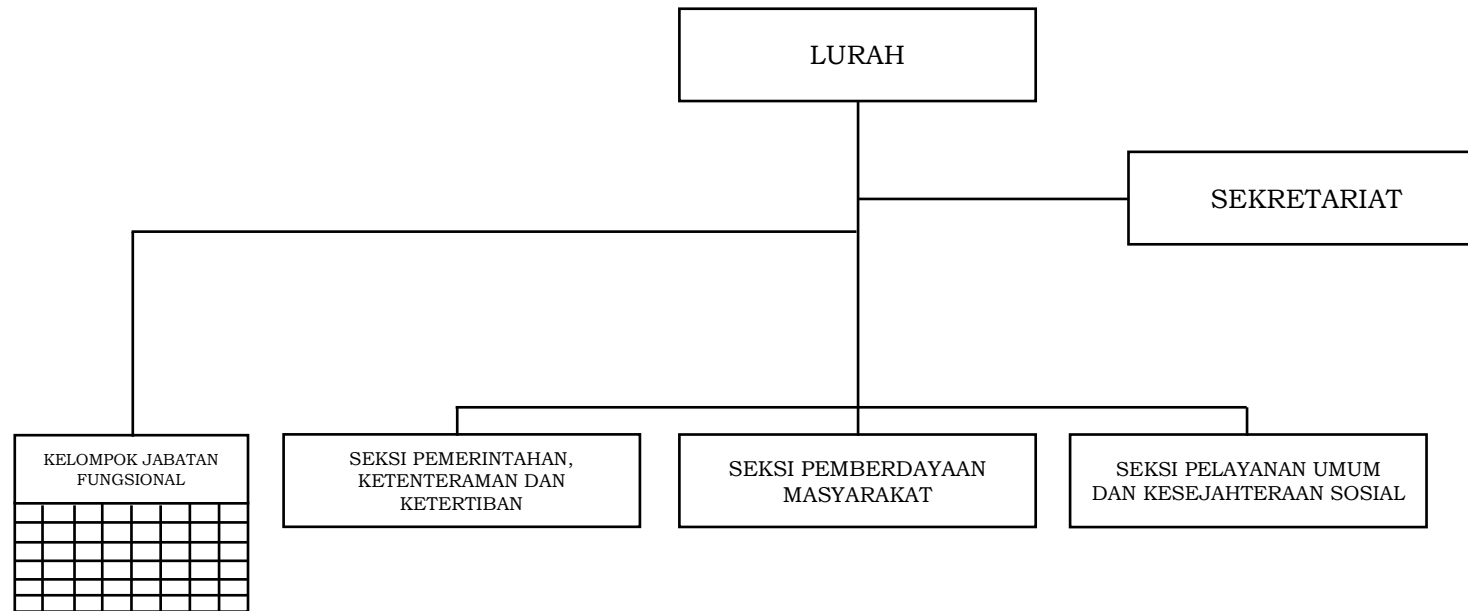 LURAH
SEKRETARIAT
KELOMPOK JABATAN
FUNGSIONAL
SEKSI PEMERINTAHAN,
KETENTERAMAN DAN
KETERTIBAN
SEKSI PEMBERDAYAAN
MASYARAKAT
SEKSI PELAYANAN UMUM
DAN KESEJAHTERAAN SOSIAL